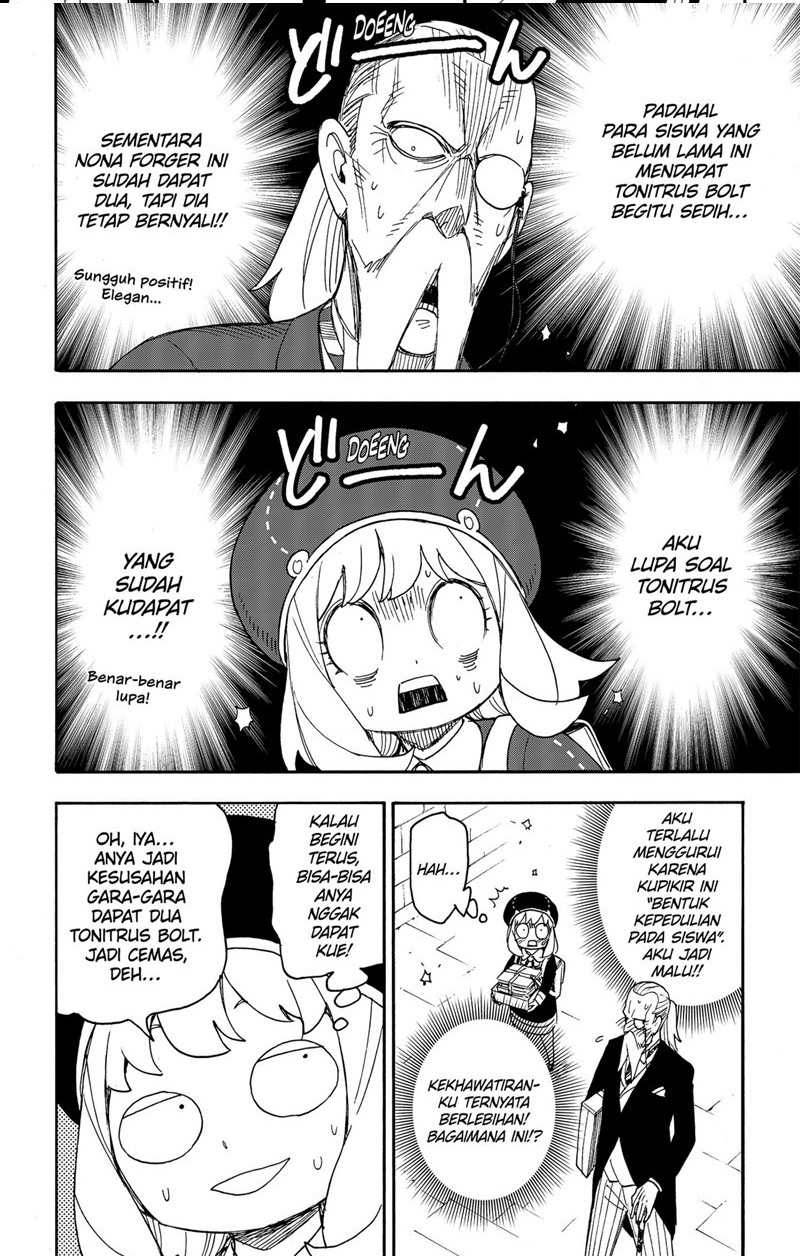 DOEENG
どーん
PADAHAL
PARA SISWA YANG
BELUM LAMA INI
MENDAPAT
TONITRUS BOLT
BEGITU SEDIH...
SEMENTARA
NONA FORGER INI
SUDAH DAPAT
DUA, TAPI DIA
TETAP BERNYALI!!
Sungguh positif!
Elegan...
DOEENG
どーん
AKU
LUPA SOAL
TONITRUS
BOLT...
YANG
SUDAH
KUDAPAT
...!!
Benar-benar
lupa!
AKU
TERLALU
MENGGURUI
KARENA
KUPIKIR INI
"BENTUK
KEPEDULIAN
PADA SISWA".
AKU JADI
MALU!!
HAH...
KEKHAWATIRAN-
KU TERNYATA
BERLEBIHAN!
BAGAIMANA INI!?
KALAU
BEGINI
TERUS,
BISA-BISA
ANYA
NGGAK
DAPAT
KUE!
OH, IYA...
ANYA JADI
KESUSAHAN
GARA-GARA
DAPAT DUA
TONITRUS BOLT.
JADI CEMAS,
DEH...